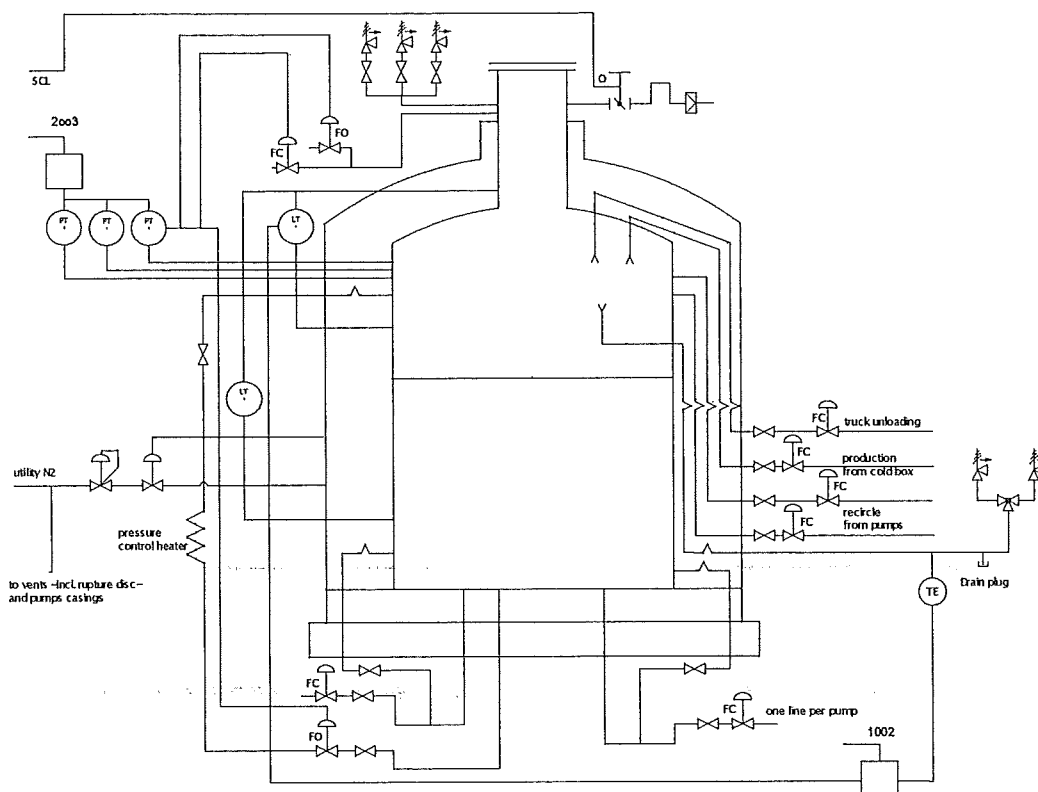 SCL
O
2oo3
FO
FC
PT
PT
PT
LT
LT
FC
truck unloading
FC
production
from cold box
FC
utility N2
recircle
from pumps
FC
pressure
control heater
to vents -Incl. rupture disc-
and pumps casings
Drain plug
TE
FC
FC
one line per pump
FO
1002